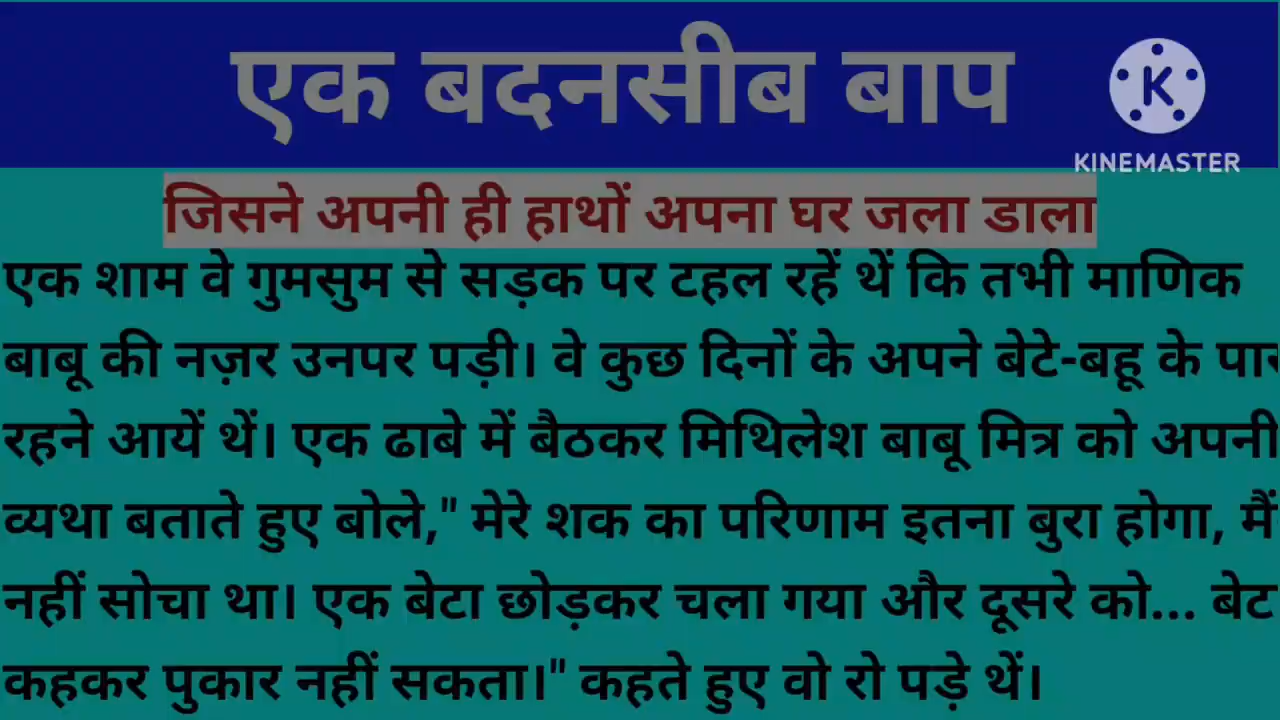 एक बदनसीब बाप
KINEMASTER
जिसने अपनी ही हाथों अपना घर जला डाला
एक शाम वे गुमसुम से सड़क पर टहल रहें थें कि तभी माणिक
बाबू की नज़र उनपर पड़ी। वे कुछ दिनों के अपने बेटे-बहू के
रहने आयें थें। एक ढाबे में बैठकर मिथिलेश बाबू मित्र को अपनी
व्यथा बताते हुए बोले," मेरे शक का परिणाम इतना बुरा होगा, मैं
नहीं सोचा था। एक बेटा छोड़कर चला गया और दूसरे को...
कहकर पुकार नहीं सकता।" कहते हुए वो रो पड़े थें।